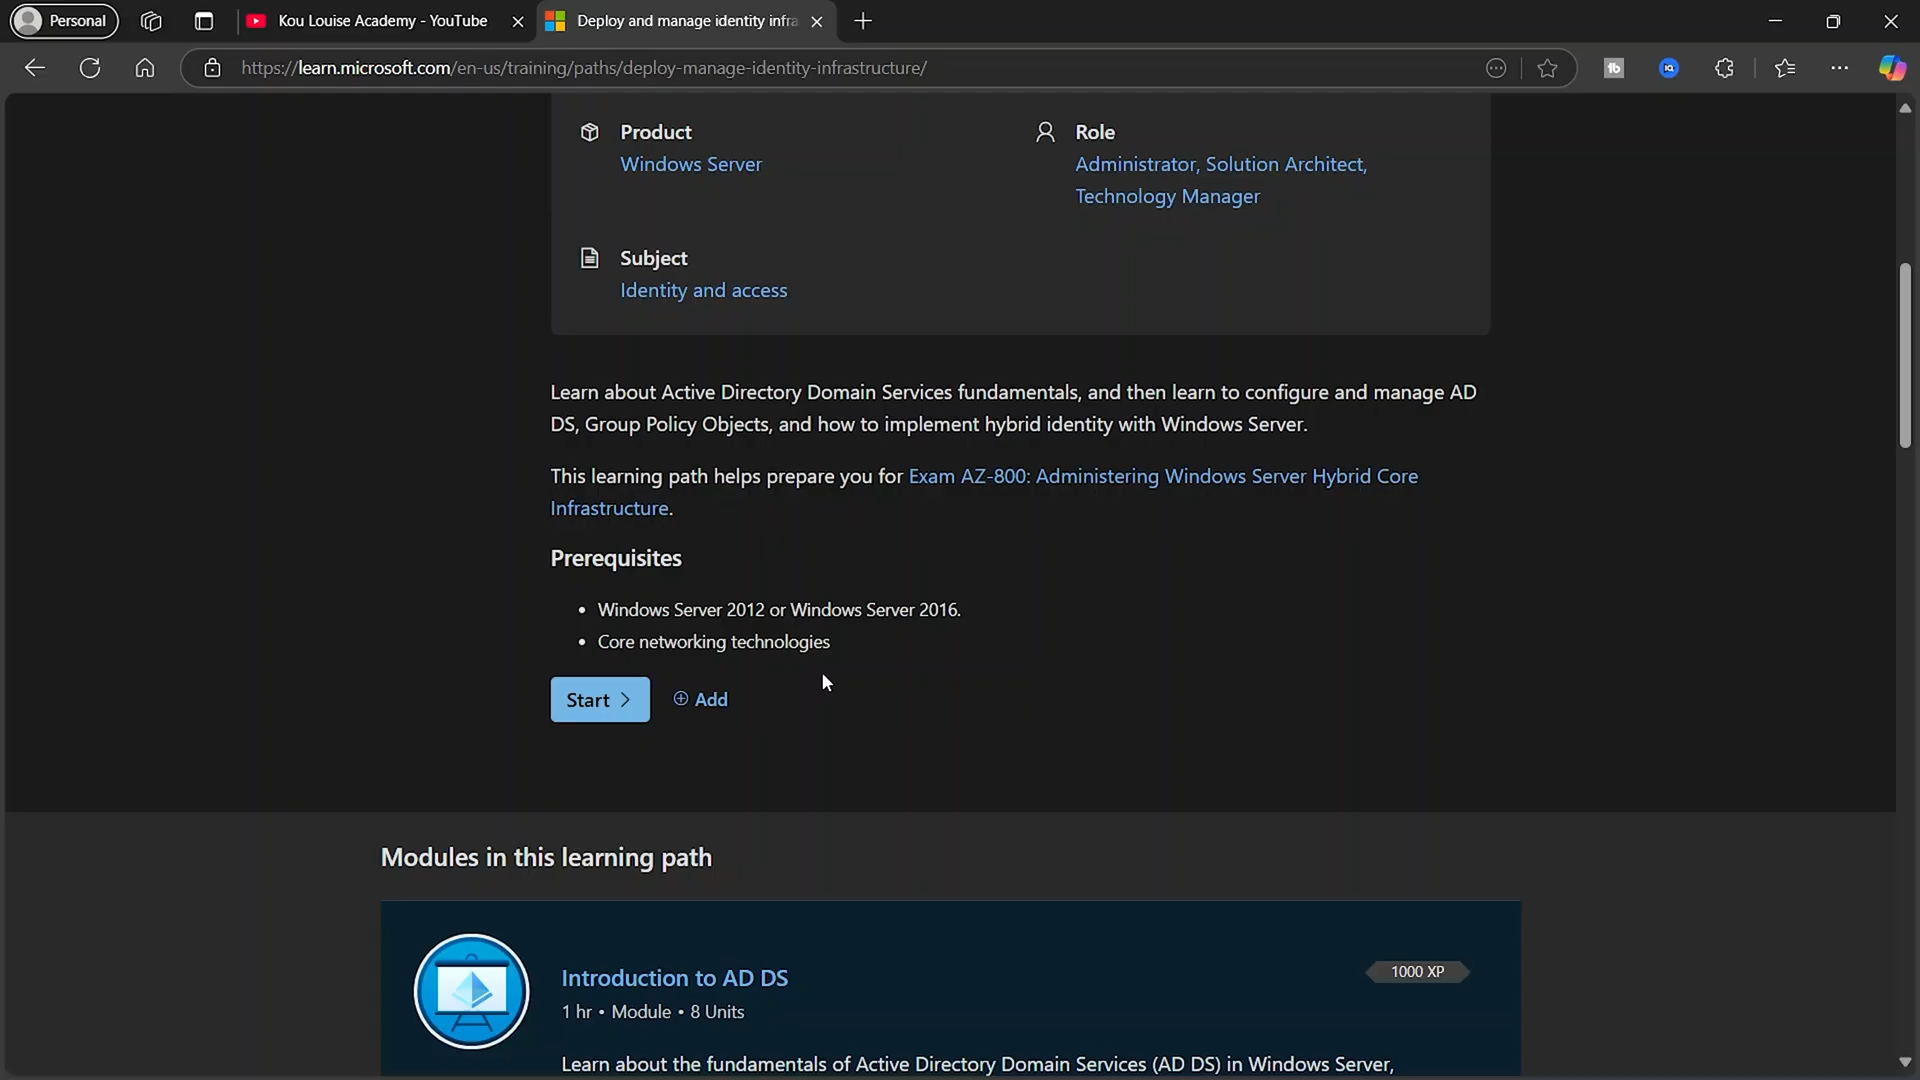 Personal
Kou Louise Academy - YouTube
Deploy and manage identity infra
https://learn.microsoft.com/en-us/training/paths/deploy-manage-identity-infrastructure/
Product
Windows Server
Role
Administrator, Solution Architect,
Technology Manager
Subject
Identity and access
Learn about Active Directory Domain Services fundamentals, and then learn to configure and manage AD
DS, Group Policy Objects, and how to implement hybrid identity with Windows Server.
This learning path helps prepare you for Exam AZ-800: Administering Windows Server Hybrid Core
Infrastructure.
Prerequisites
• Windows Server 2012 or Windows Server 2016.
• Core networking technologies
Start
Add
Modules in this learning path
Introduction to AD DS
1000 XP
1 hr • Module • 8 Units
Learn about the fundamentals of Active Directory Domain Services (AD DS) in Windows Server,